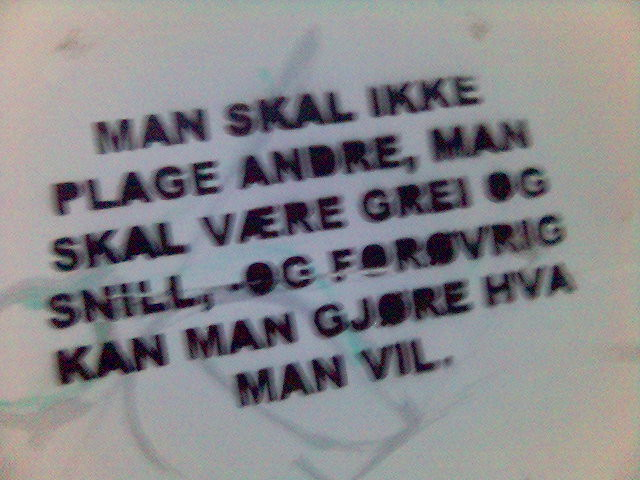 MAN SKAL IKKE
PLAGE ANDRE, MAN
SKAL VÆRE GREI OG
SNILL, -OG FORØVRIG
KAN MAN GJØRE HVA
MAN VIL.